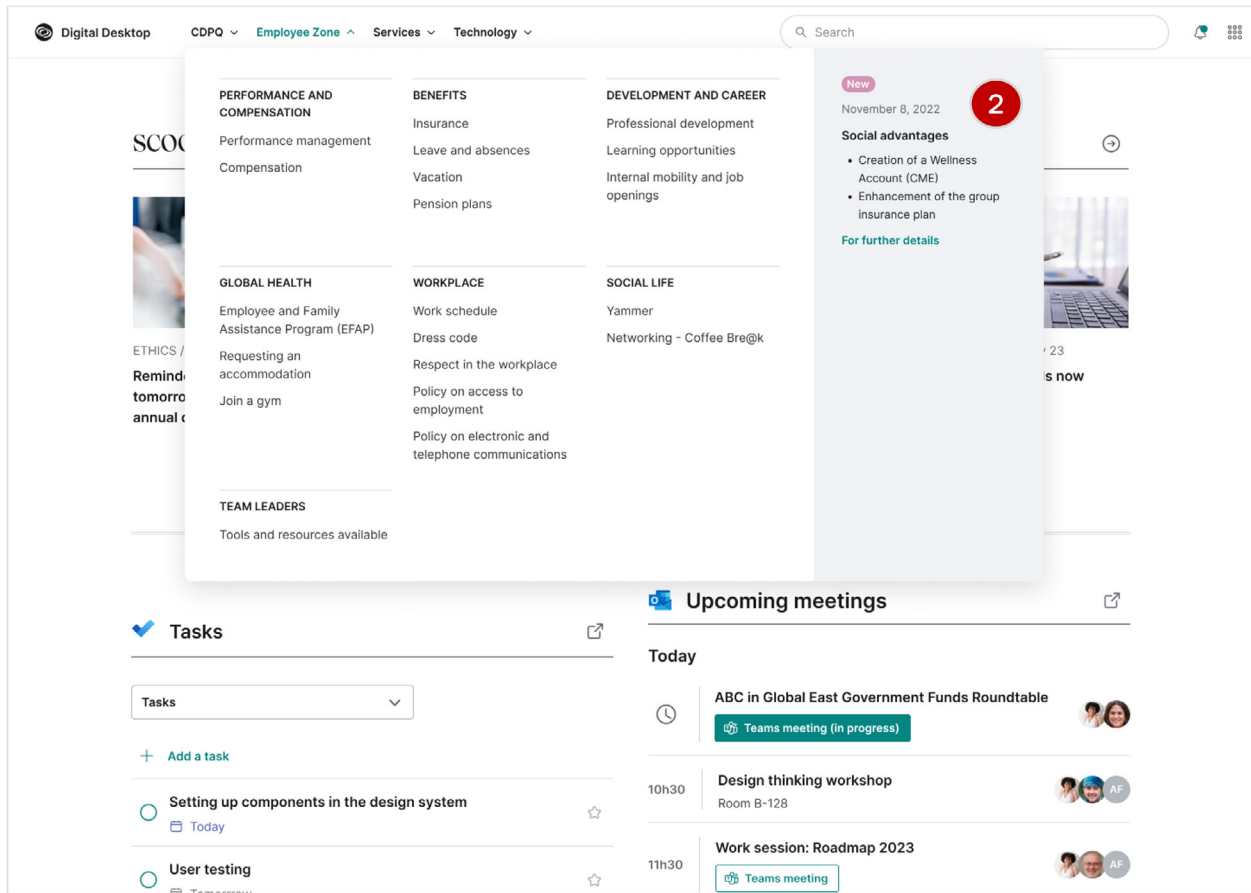 Digital Desktop
CDPQ
Employee Zone
Services
Technology
Search
PERFORMANCE AND
COMPENSATION
Performance management
Compensation
BENEFITS
Insurance
Leave and absences
Vacation
Pension plans
DEVELOPMENT AND CAREER
Professional development
Learning opportunities
Internal mobility and job
openings
New
November 8, 2022
2
Social advantages
• Creation of a Wellness
Account (CME)
• Enhancement of the group
insurance plan
For further details
GLOBAL HEALTH
Employee and Family
Assistance Program (EFAP)
Requesting an
accommodation
Join a gym
WORKPLACE
Work schedule
Dress code
Respect in the workplace
Policy on access to
employment
Policy on electronic and
telephone communications
SOCIAL LIFE
Yammer
Networking - Coffee Bre@k
TEAM LEADERS
Tools and resources available
ETHICS /
annual
23
now
Tasks
Tasks
Add a task
Setting up components in the design system
Today
User testing
Upcoming meetings
Today
ABC in Global East Government Funds Roundtable
Teams meeting (in progress)
10h30
Design thinking workshop
Room B-128
AF
11h30
Work session: Roadmap 2023
Teams meeting
AF